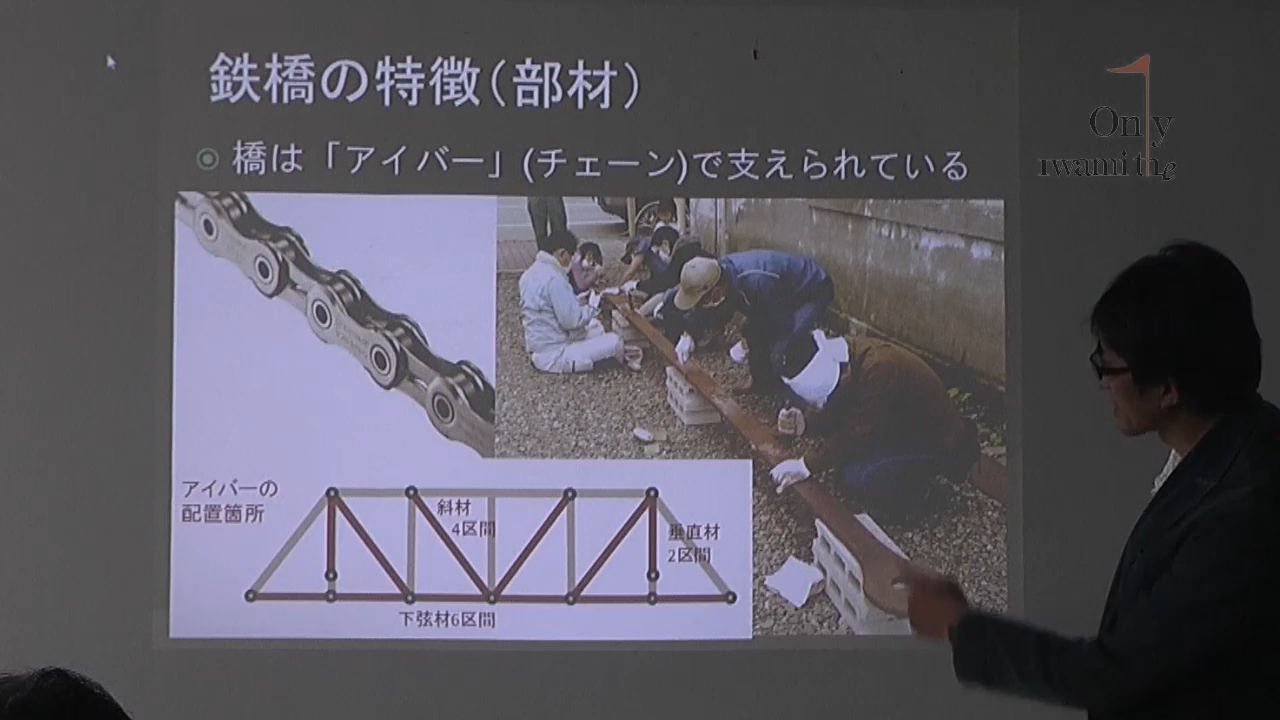 鉄橋の特徴(部材)
橋は「アイバー」(チェーン)で支えられている
アイバーの
配置箇所
斜材
4区間
垂直材
2区間
下弦材6区間
Only
iwami the